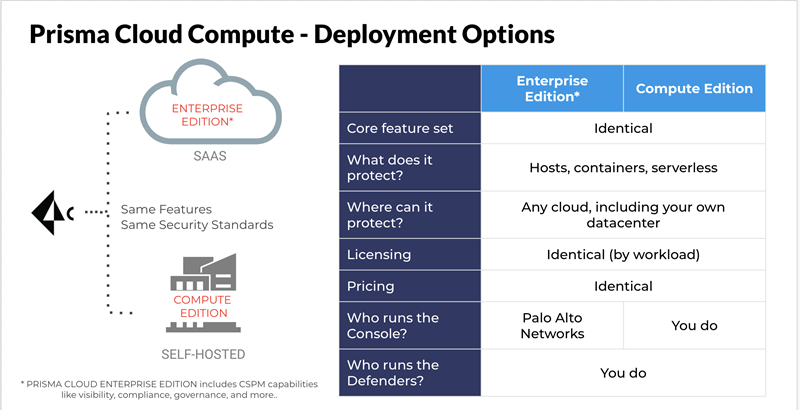 Prisma Cloud Compute - Deployment Options
ENTERPRISE
EDITION*
SAAS
Same Features
Same Security Standards
COMPUTE
EDITION
SELF-HOSTED
* PRISMA CLOUD ENTERPRISE EDITION includes CSPM capabilities
like visibility, compliance, governance, and more..
Enterprise
Edition*
Compute Edition
Core feature set
Identical
What does it
protect?
Hosts, containers, serverless
Where can it
protect?
Any cloud, including your own
datacenter
Licensing
Identical (by workload)
Pricing
Identical
Who runs the
Console?
Palo Alto
Networks
You do
Who runs the
Defenders?
You do